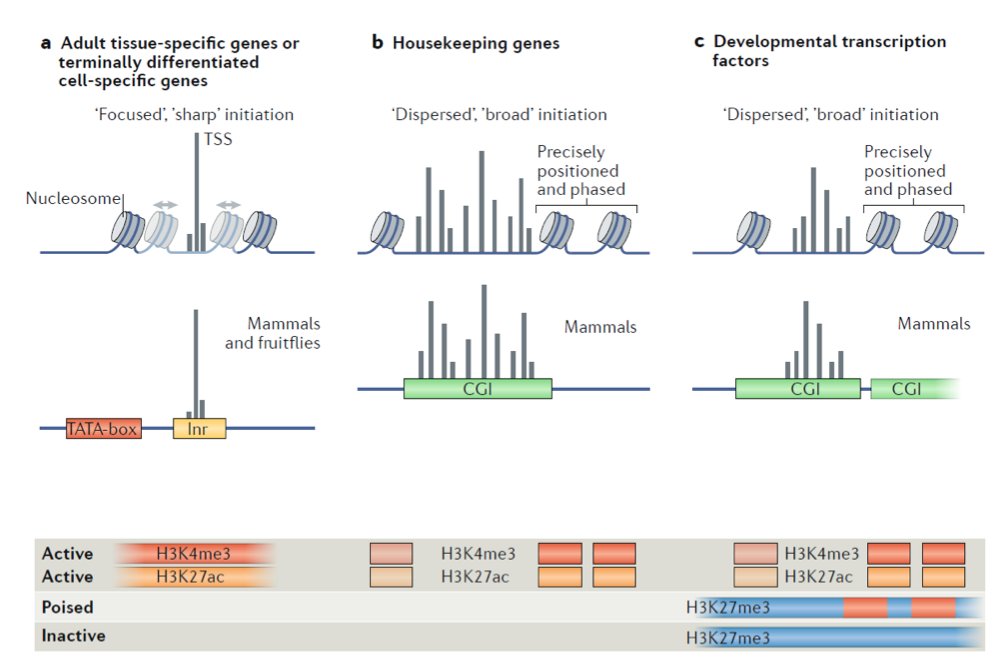 a Adult tissue-specific genes or
terminally differentiated
cell-specific genes
'Focused', 'sharp' initiation
TSS
Nucleosome
Mammals
and fruitflies
TATA-box
Inr
b Housekeeping genes
'Dispersed', 'broad' initiation
Precisely
positioned
and phased
Mammals
CGI
c Developmental transcription
factors
'Dispersed', 'broad' initiation
Precisely
positioned
and phased
Mammals
CGI CGI
Active H3K4me3 H3K4me3 H3K4me3
Active H3K27ac H3K27ac H3K27ac
Poised H3K27me3
Inactive H3K27me3